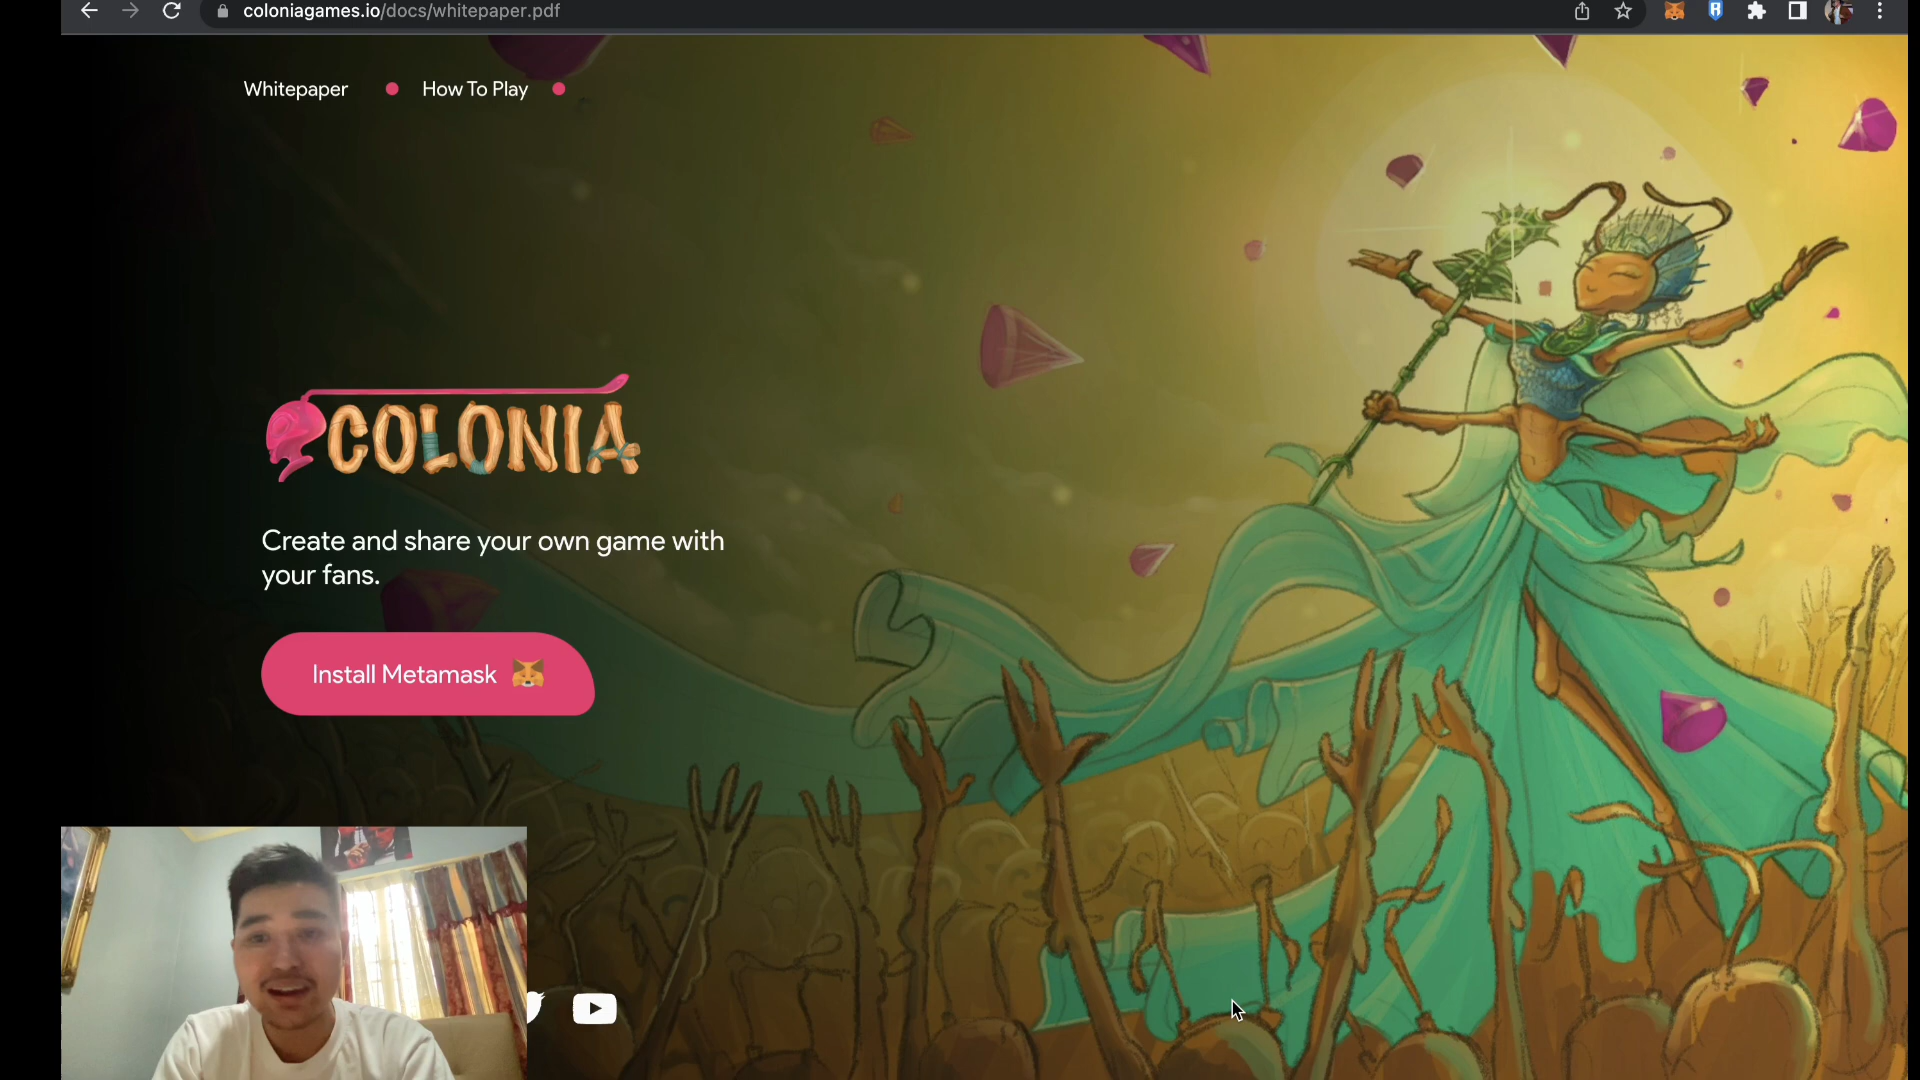 coloniagames.io/docs/whitepaper.pdf
Whitepaper
How To Play
COLONIA
Create and share your own game with
your fans.
Install Metamask